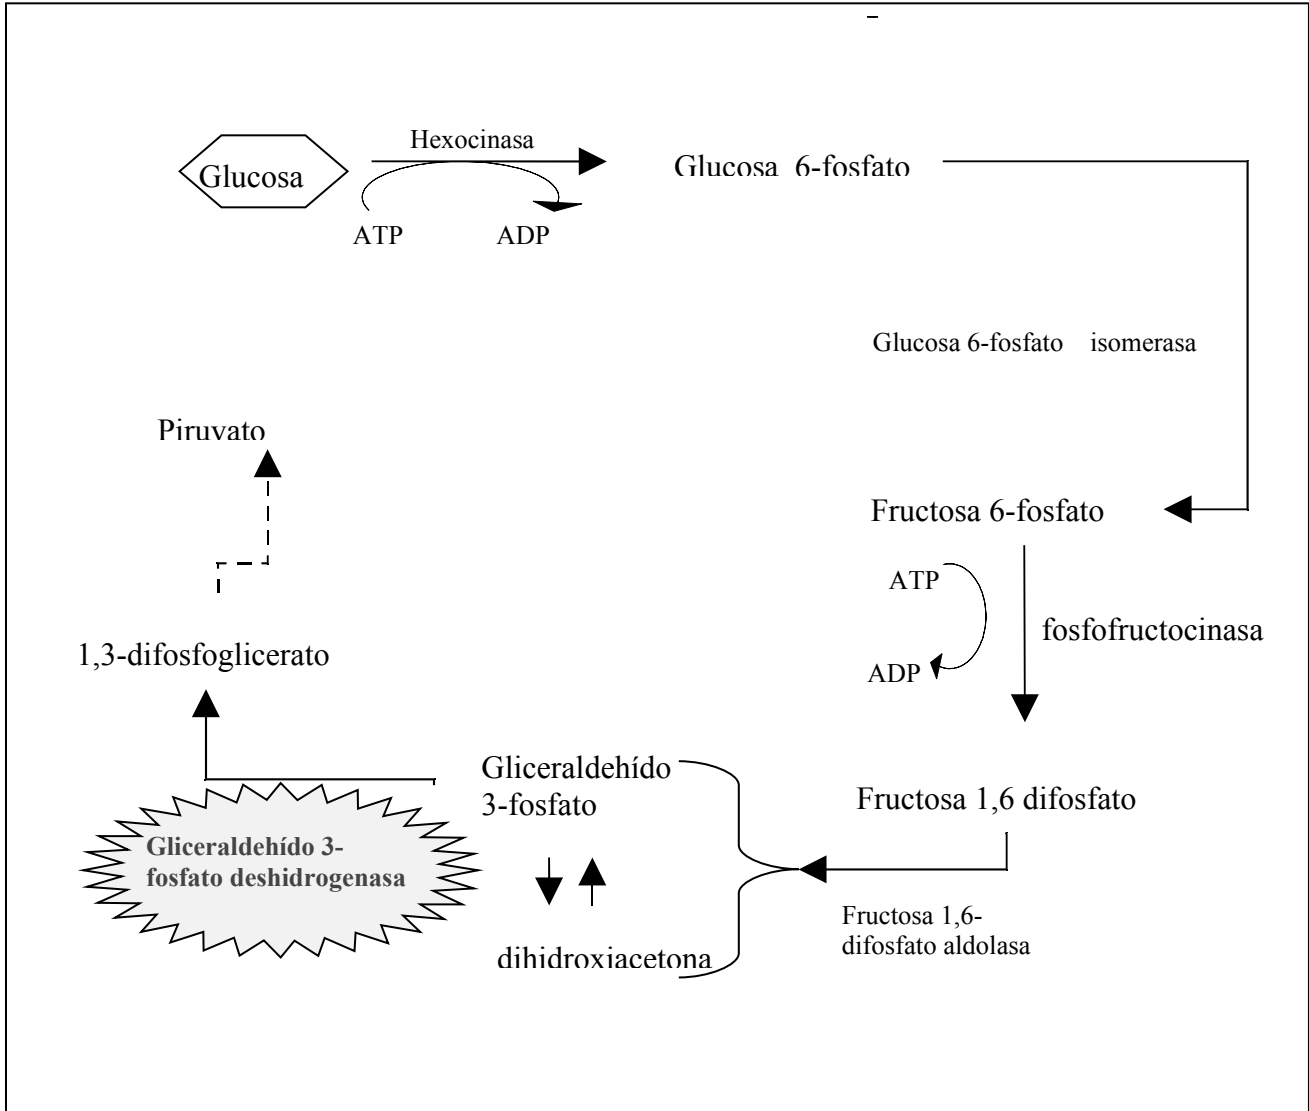 Hexocinasa
Glucosa
Glucosa 6-fosfato
ATP ADP
Glucosa 6-fosfato isomerasa
Piruvato
Fructosa 6-fosfato
ATP
fosfofructocinasa
ADP
1,3-difosfoglicerato
Gliceraldehído
3-fosfato
Fructosa 1,6 difosfato
Gliceraldehído 3-
fosfato deshidrogenasa
Fructosa 1,6-
difosfato aldolasa
dihidroxiacetona